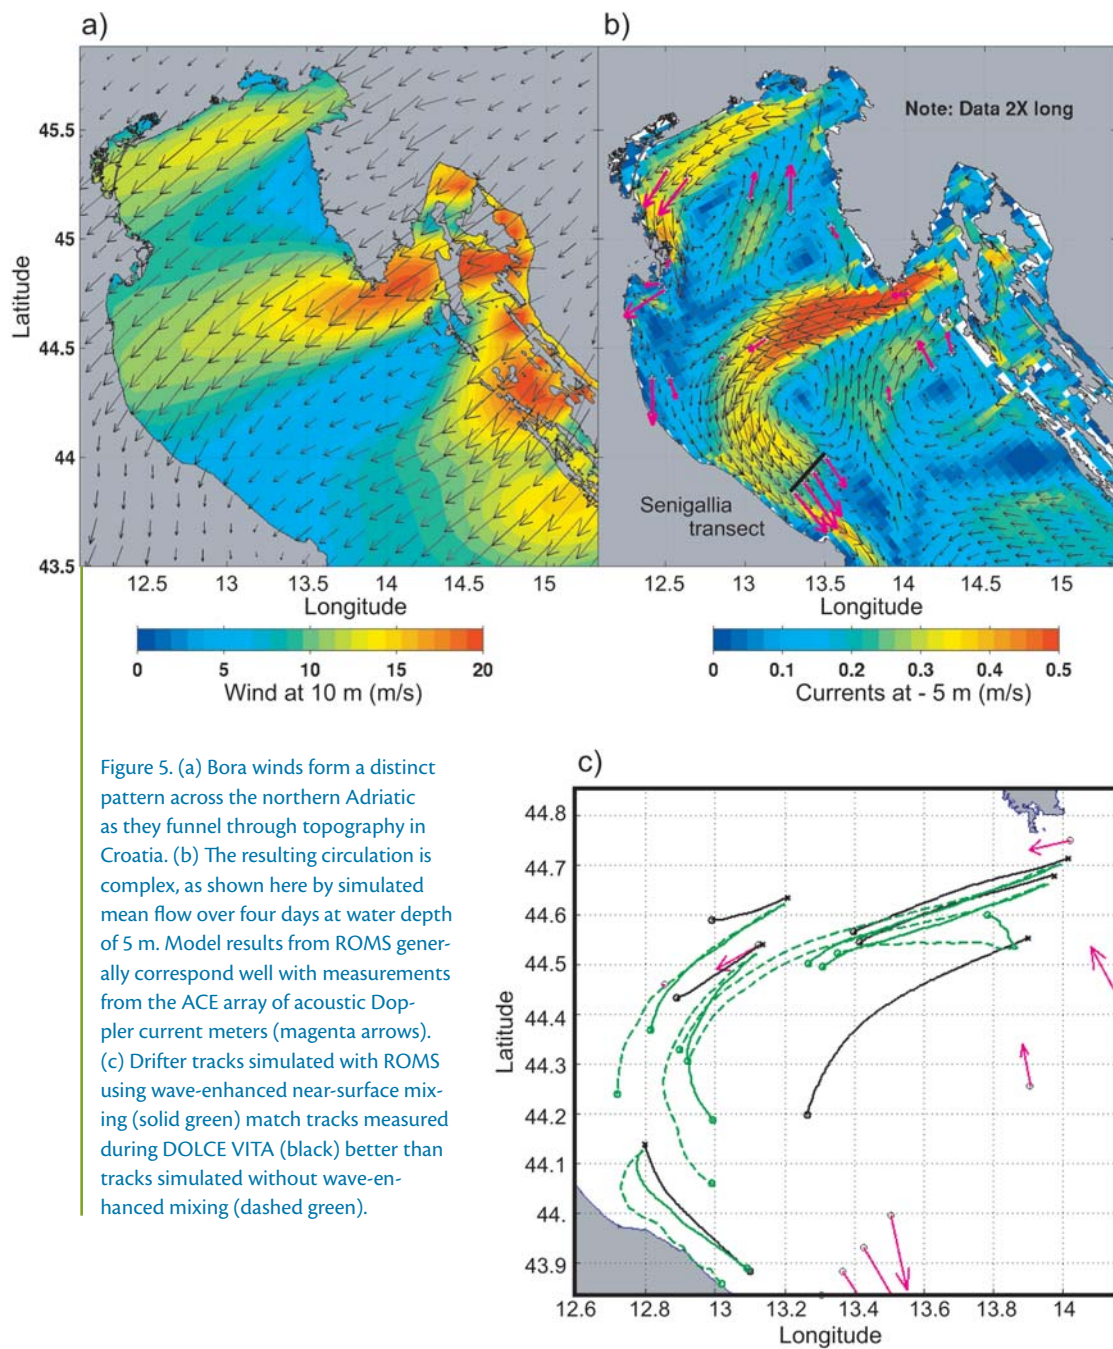 a)
b)
Note: Data 2X long
45.5
45
44.5
44
43.5
Latitude
Senigallia
transect
12.5 13 13.5 14 14.5 15
Longitude
12.5 13 13.5 14 14.5 15
Longitude
0 5 10 15 20
Wind at 10 m (m/s)
0 0.1 0.2 0.3 0.4 0.5
Currents at - 5 m (m/s)
Figure 5. (a) Bora winds form a distinct
pattern across the northern Adriatic
as they funnel through topography in
Croatia. (b) The resulting circulation is
complex, as shown here by simulated
mean flow over four days at water depth
of 5 m. Model results from ROMS gener-
ally correspond well with measurements
from the ACE array of acoustic Dop-
pler current meters (magenta arrows).
(c) Drifter tracks simulated with ROMS
using wave-enhanced near-surface mix-
ing (solid green) match tracks measured
during DOLCE VITA (black) better than
tracks simulated without wave-en-
hanced mixing (dashed green).
c)
44.8
44.7
44.6
44.5
44.4
44.3
44.2
44.1
44.
43.9
Latitude
12.6 12.8 13 13.2 13.4 13.6 13.8 14
Longitude